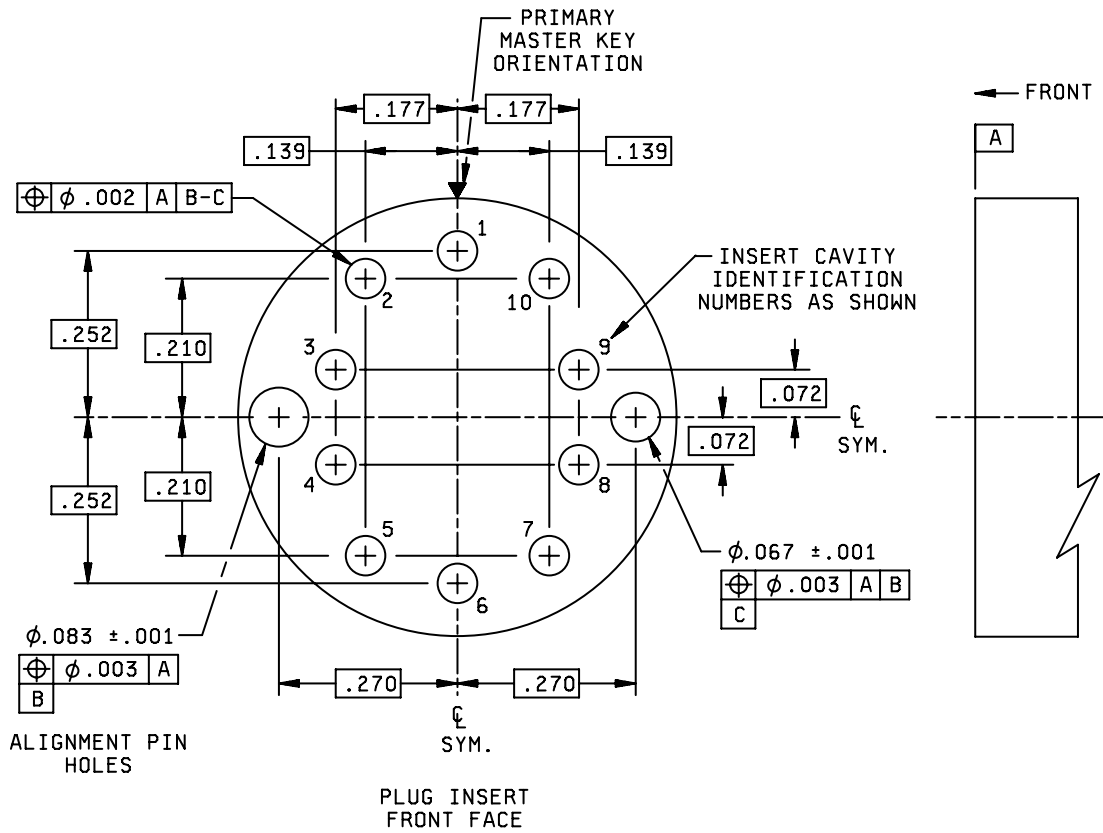 PRIMARY
MASTER KEY
ORIENTATION
FRONT
.177
.177
A
.139
.139
⌖ ⌀.002 A B-C
1
INSERT CAVITY
IDENTIFICATION
NUMBERS AS SHOWN
2
10
.252
.210
3
9
.072
℄
SYM.
.072
4
8
.252
.210
5
7
⌀.067 ±.001
⌖ ⌀.003 A B
C
6
⌀.083 ±.001
⌖ ⌀.003 A
B
.270
.270
℄
SYM.
ALIGNMENT PIN
HOLES
PLUG INSERT
FRONT FACE